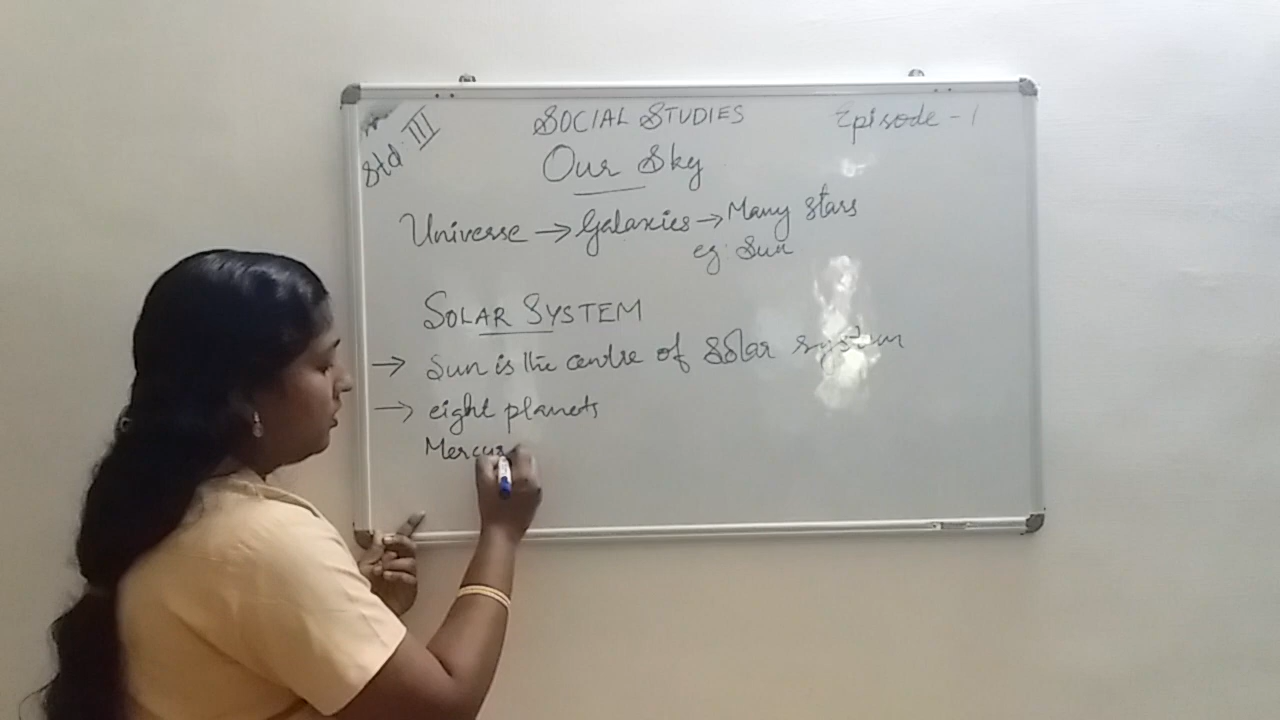 Std: III
SOCIAL STUDIES
Episode - 1
Our Sky
Universe → Galaxies → Many stars
eg: Sun
SOLAR SYSTEM
→ Sun is the centre of Solar system
→ eight planets
Mercur